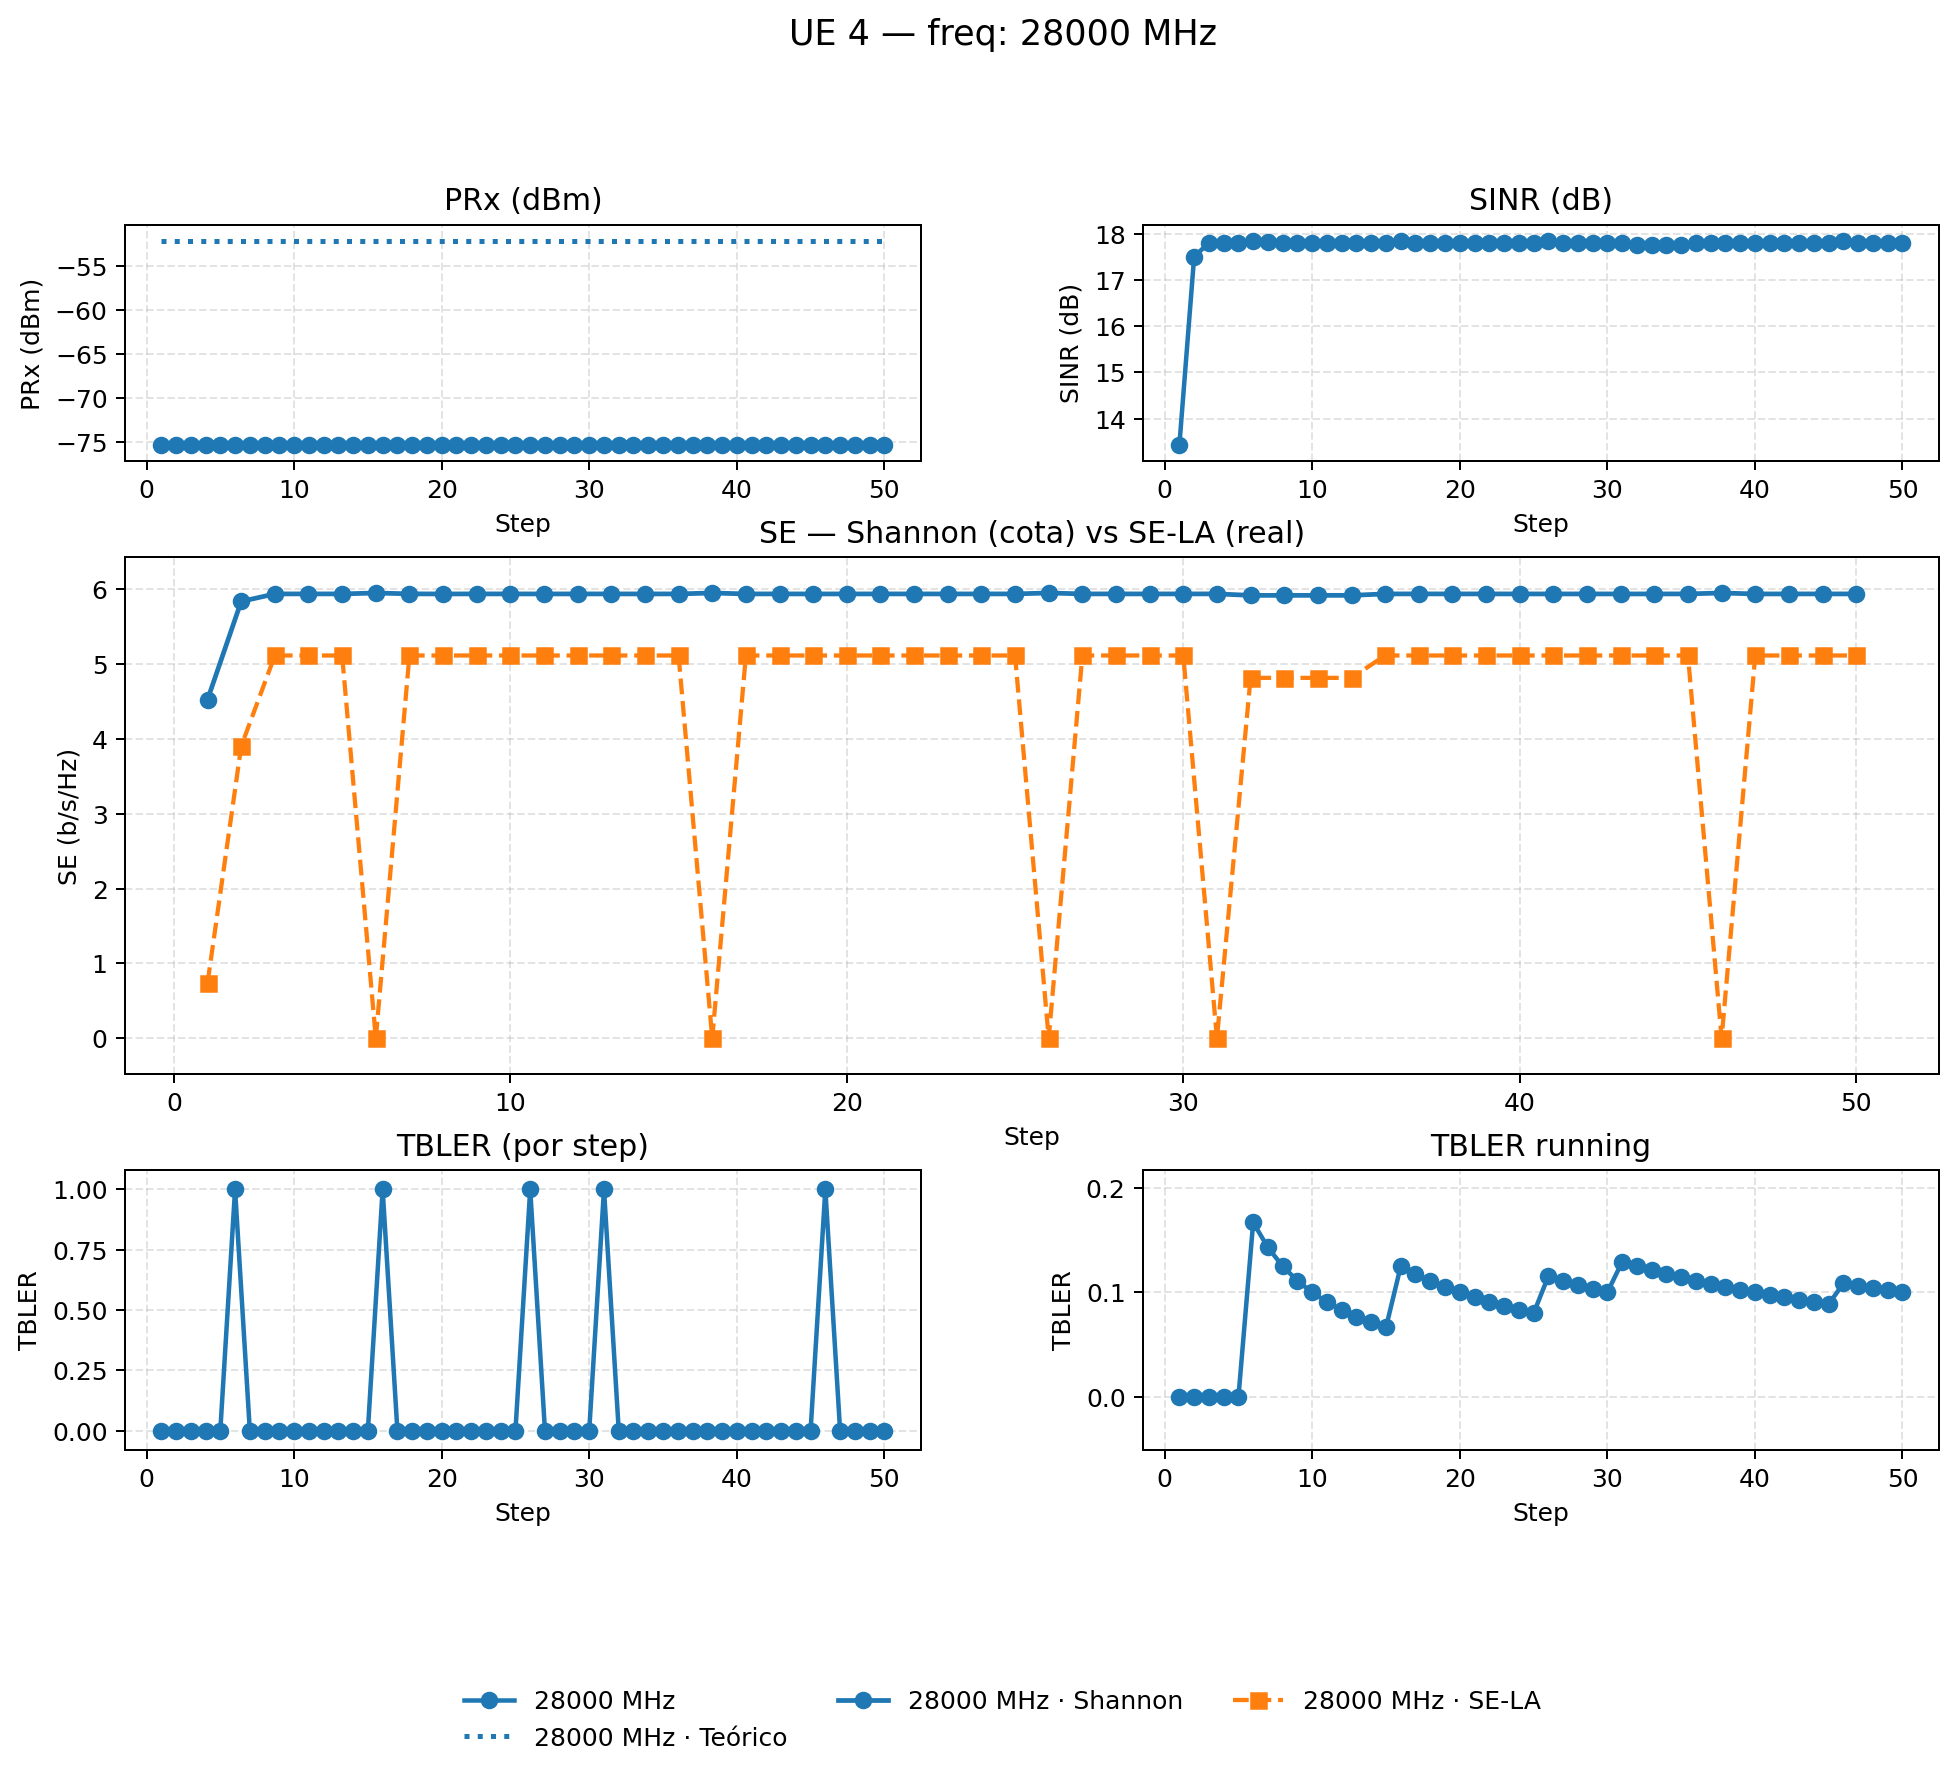 UE 4 — freq: 28000 MHz
PRx (dBm)
PRx (dBm)
−55
−60
−65
−70
−75
0 10 20 30 40 50
Step
SINR (dB)
SINR (dB)
18
17
16
15
14
0 10 20 30 40 50
Step
SE — Shannon (cota) vs SE-LA (real)
SE (b/s/Hz)
6
5
4
3
2
1
0
0 10 20 30 40 50
Step
TBLER (por step)
TBLER
1.00
0.75
0.50
0.25
0.00
0 10 20 30 40 50
Step
TBLER running
TBLER
0.2
0.1
0.0
0 10 20 30 40 50
Step
28000 MHz
28000 MHz · Teórico
28000 MHz · Shannon
28000 MHz · SE-LA